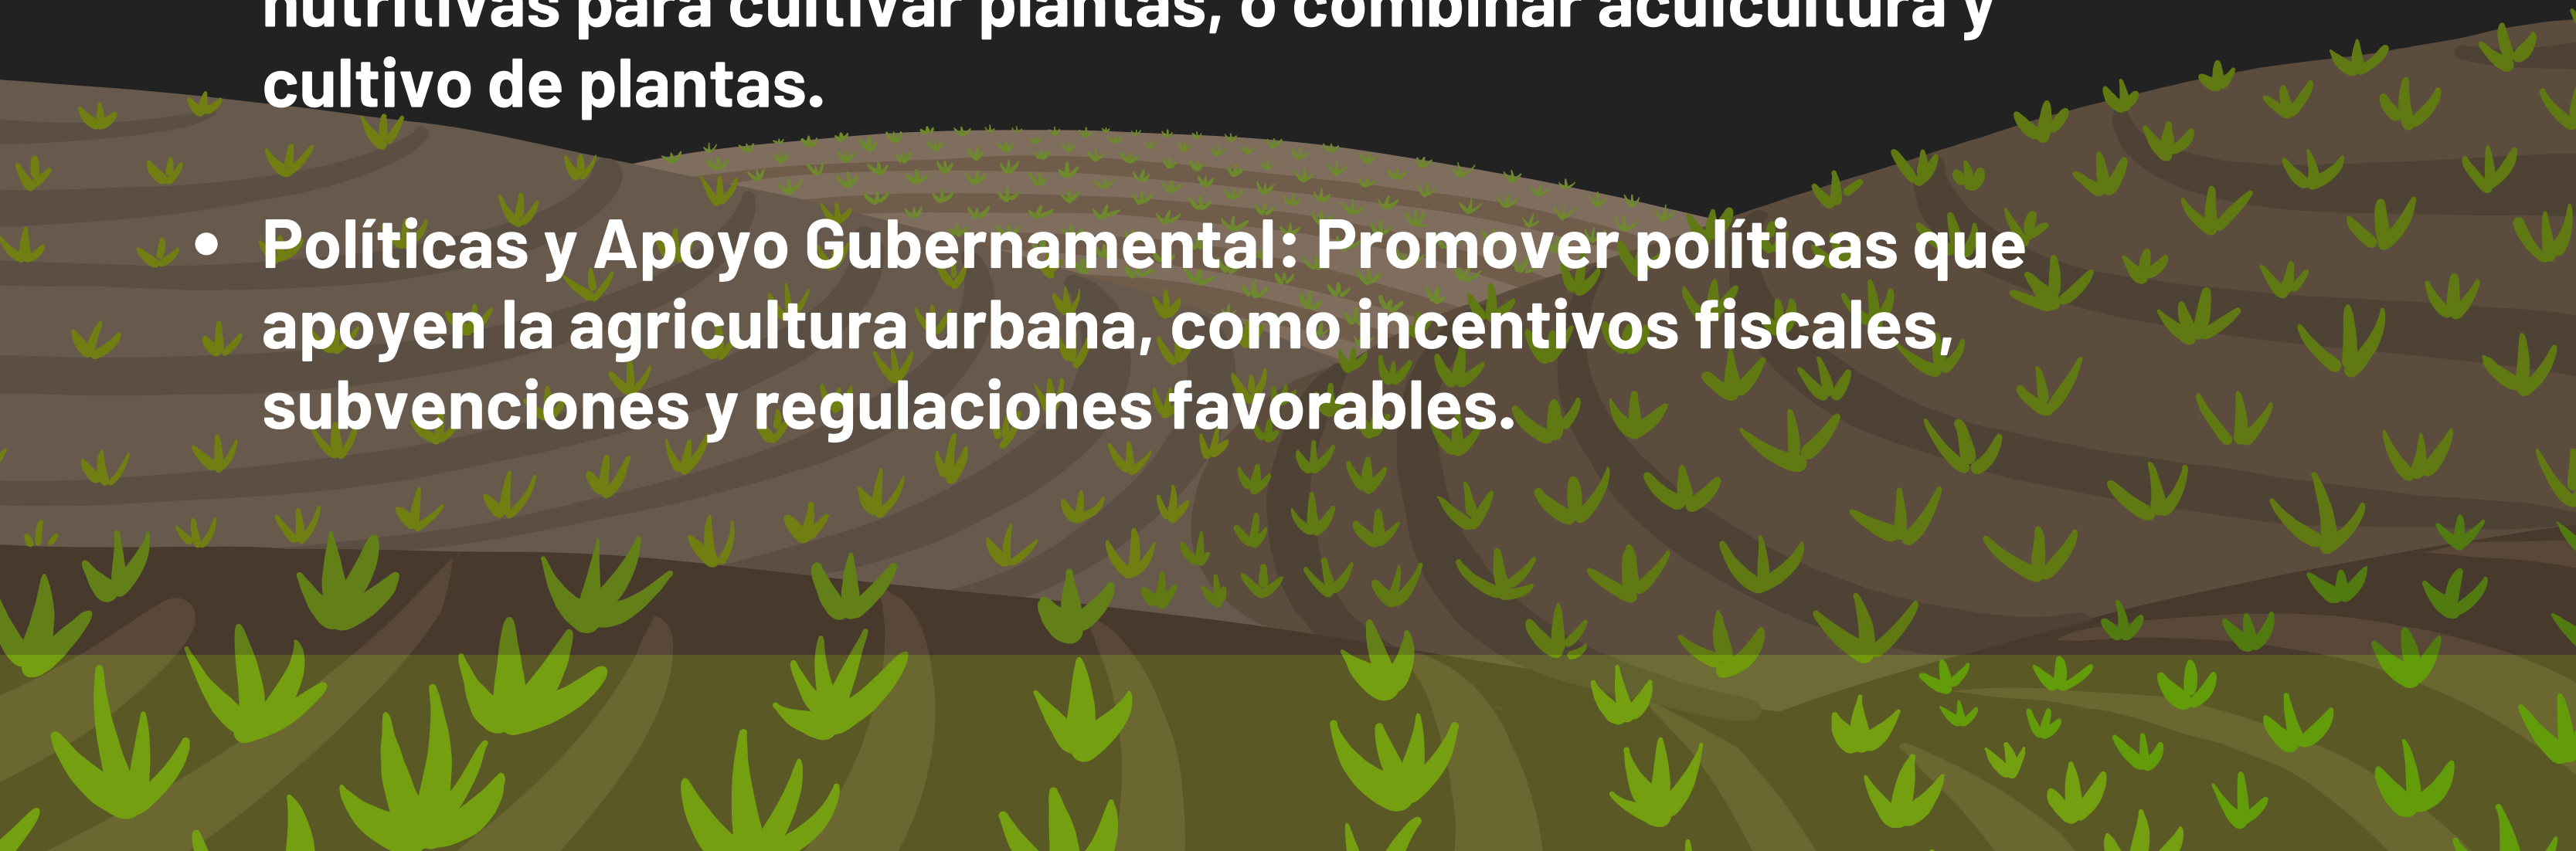 nutritivas para cultivar plantas, o combinar acuicultura y
cultivo de plantas.
• Políticas y Apoyo Gubernamental: Promover políticas que
apoyen la agricultura urbana, como incentivos fiscales,
subvenciones y regulaciones favorables.